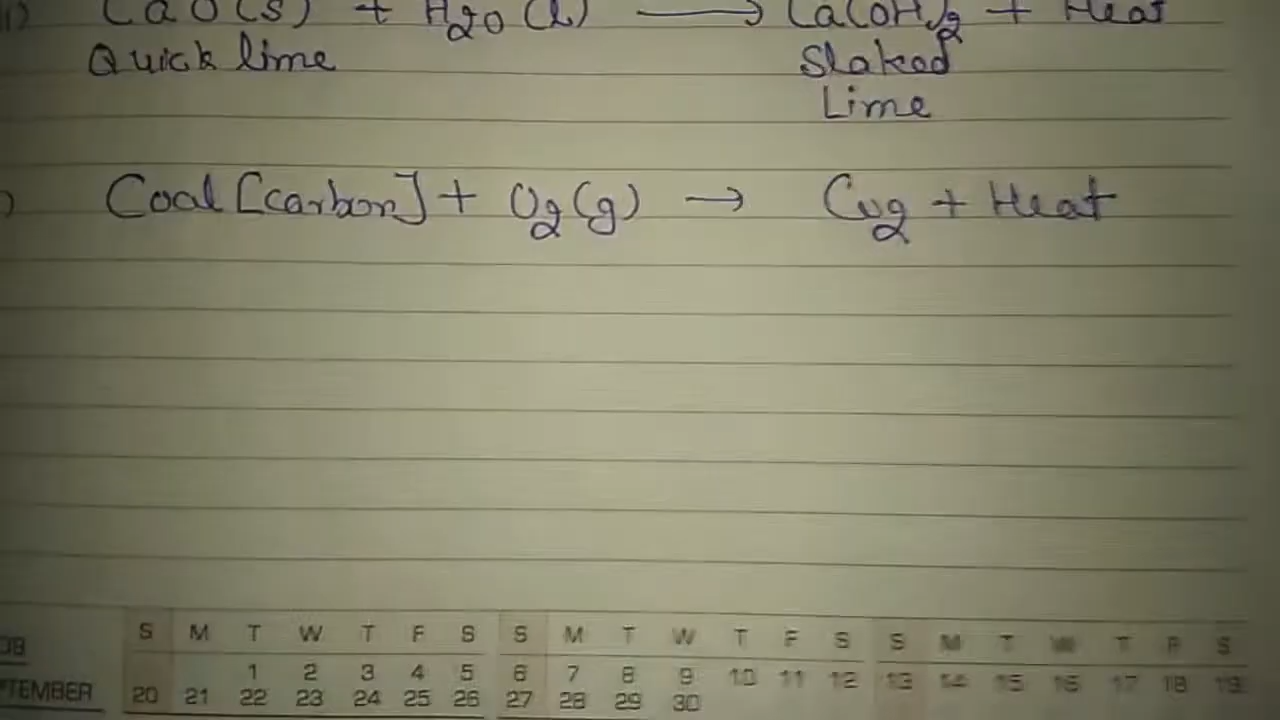 ii) CaO(s) + H2O(l) ⟶ Ca(OH)2 + Heat
Quick lime Slaked
Lime
) Coal [carbon] + O2(g) → CO2 + Heat
S M T W T F S S M T W T F S S M T W T F S
1 2 3 4 5 6 7 8 9 10 11 12 13 14 15 16 17 18 19
TEMBER 20 21 22 23 24 25 26 27 28 29 30